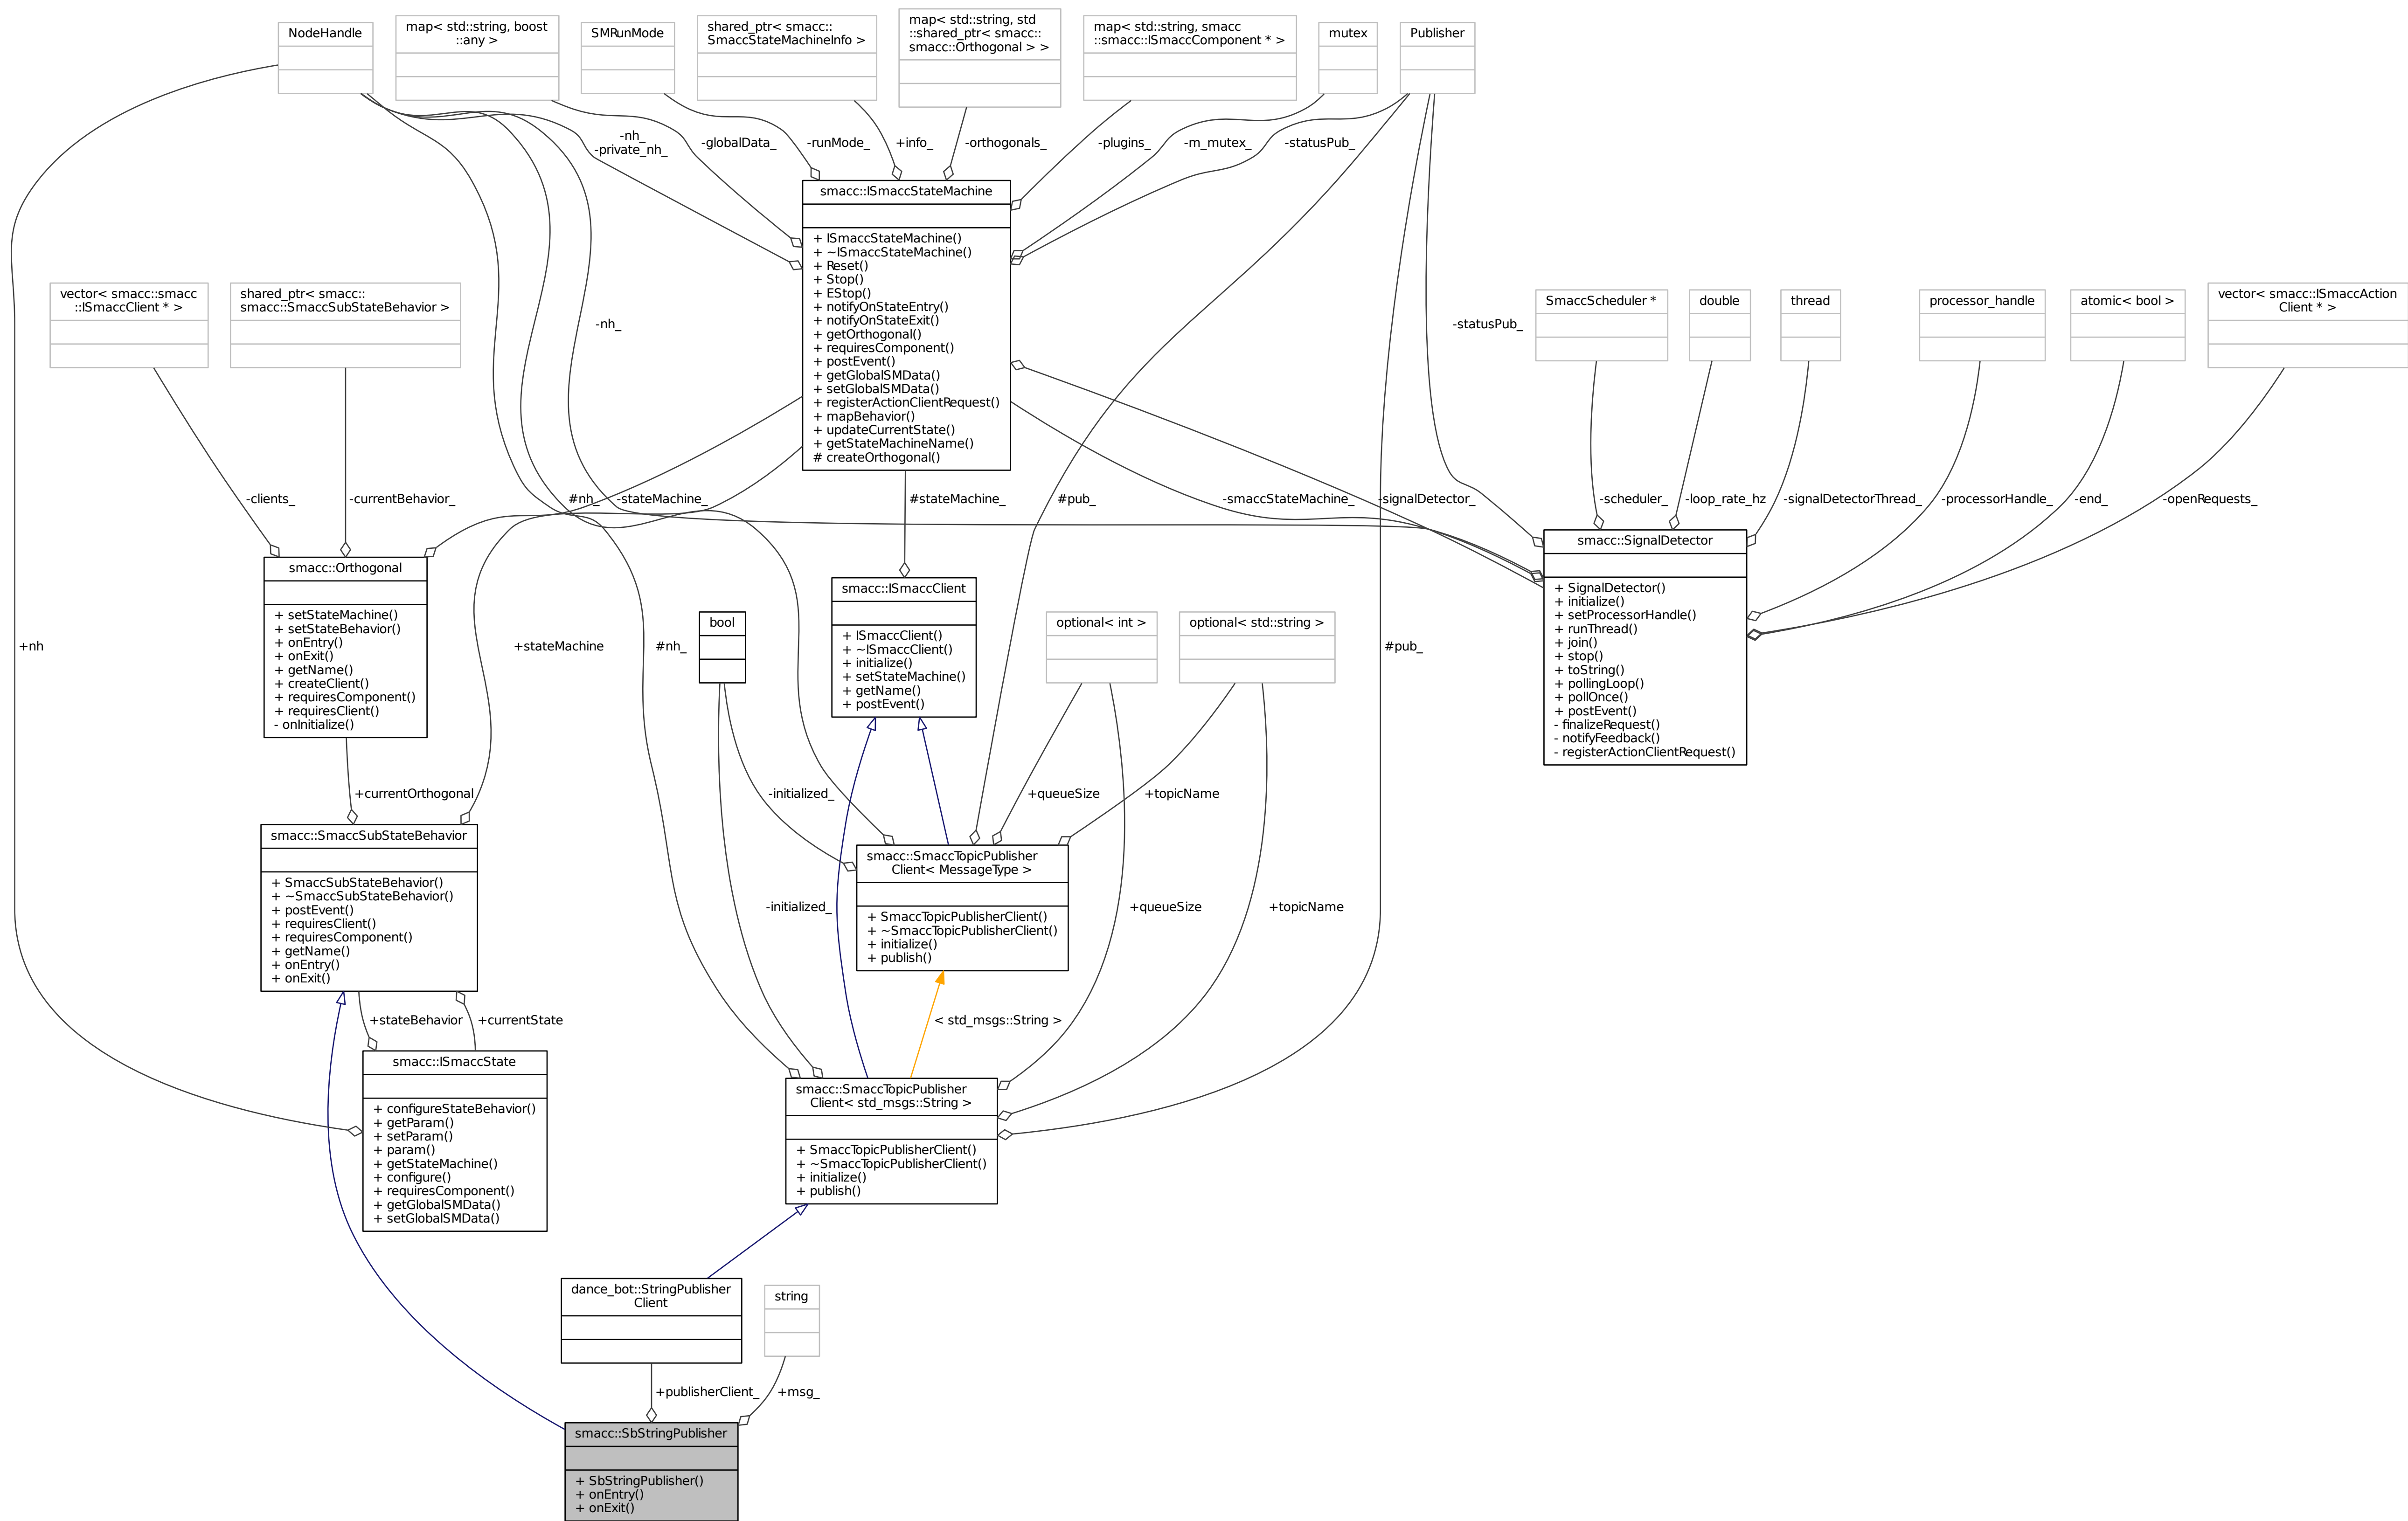 NodeHandle
map< std::string, boost
::any >
SMRunMode
shared_ptr< smacc::
SmaccStateMachineInfo >
map< std::string, std
::shared_ptr< smacc::
smacc::Orthogonal > >
map< std::string, smacc
::smacc::ISmaccComponent * >
mutex
Publisher
-nh_
-private_nh_
-globalData_
-runMode_
+info_
-orthogonals_
-plugins_
-m_mutex_
-statusPub_
smacc::ISmaccStateMachine
+ ISmaccStateMachine()
+ ~ISmaccStateMachine()
+ Reset()
+ Stop()
+ EStop()
+ notifyOnStateEntry()
+ notifyOnStateExit()
+ getOrthogonal()
+ requiresComponent()
+ postEvent()
+ getGlobalSMData()
+ setGlobalSMData()
+ registerActionClientRequest()
+ mapBehavior()
+ updateCurrentState()
+ getStateMachineName()
# createOrthogonal()
vector< smacc::smacc
::ISmaccClient * >
shared_ptr< smacc::
smacc::SmaccSubStateBehavior >
-nh_
-statusPub_
SmaccScheduler *
double
thread
processor_handle
atomic< bool >
vector< smacc::ISmaccAction
Client * >
-clients_
-currentBehavior_
#nh_
-stateMachine_
#stateMachine_
#pub_
-smaccStateMachine_
-signalDetector_
-scheduler_
-loop_rate_hz
-signalDetectorThread_
-processorHandle_
-end_
-openRequests_
smacc::Orthogonal
+ setStateMachine()
+ setStateBehavior()
+ onEntry()
+ onExit()
+ getName()
+ createClient()
+ requiresComponent()
+ requiresClient()
- onInitialize()
smacc::ISmaccClient
+ ISmaccClient()
+ ~ISmaccClient()
+ initialize()
+ setStateMachine()
+ getName()
+ postEvent()
smacc::SignalDetector
+ SignalDetector()
+ initialize()
+ setProcessorHandle()
+ runThread()
+ join()
+ stop()
+ toString()
+ pollingLoop()
+ pollOnce()
+ postEvent()
- finalizeRequest()
- notifyFeedback()
- registerActionClientRequest()
+nh
+stateMachine
#nh_
bool
optional< int >
optional< std::string >
#pub_
+currentOrthogonal
-initialized_
+queueSize
+topicName
smacc::SmaccSubStateBehavior
+ SmaccSubStateBehavior()
+ ~SmaccSubStateBehavior()
+ postEvent()
+ requiresClient()
+ requiresComponent()
+ getName()
+ onEntry()
+ onExit()
smacc::SmaccTopicPublisher
Client< MessageType >
+ SmaccTopicPublisherClient()
+ ~SmaccTopicPublisherClient()
+ initialize()
+ publish()
-initialized_
+queueSize
+topicName
+stateBehavior
+currentState
< std_msgs::String >
smacc::ISmaccState
+ configureStateBehavior()
+ getParam()
+ setParam()
+ param()
+ getStateMachine()
+ configure()
+ requiresComponent()
+ getGlobalSMData()
+ setGlobalSMData()
smacc::SmaccTopicPublisher
Client< std_msgs::String >
+ SmaccTopicPublisherClient()
+ ~SmaccTopicPublisherClient()
+ initialize()
+ publish()
dance_bot::StringPublisher
Client
string
+publisherClient_
+msg_
smacc::SbStringPublisher
+ SbStringPublisher()
+ onEntry()
+ onExit()